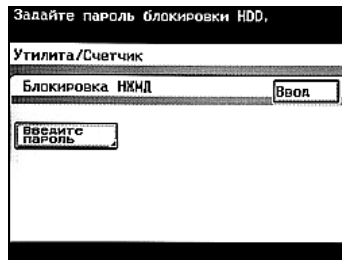 Задайте пароль блокировки HDD,
Утилита/Счетчик
Блокировка НЖМД
Ввод
Введите
пароль